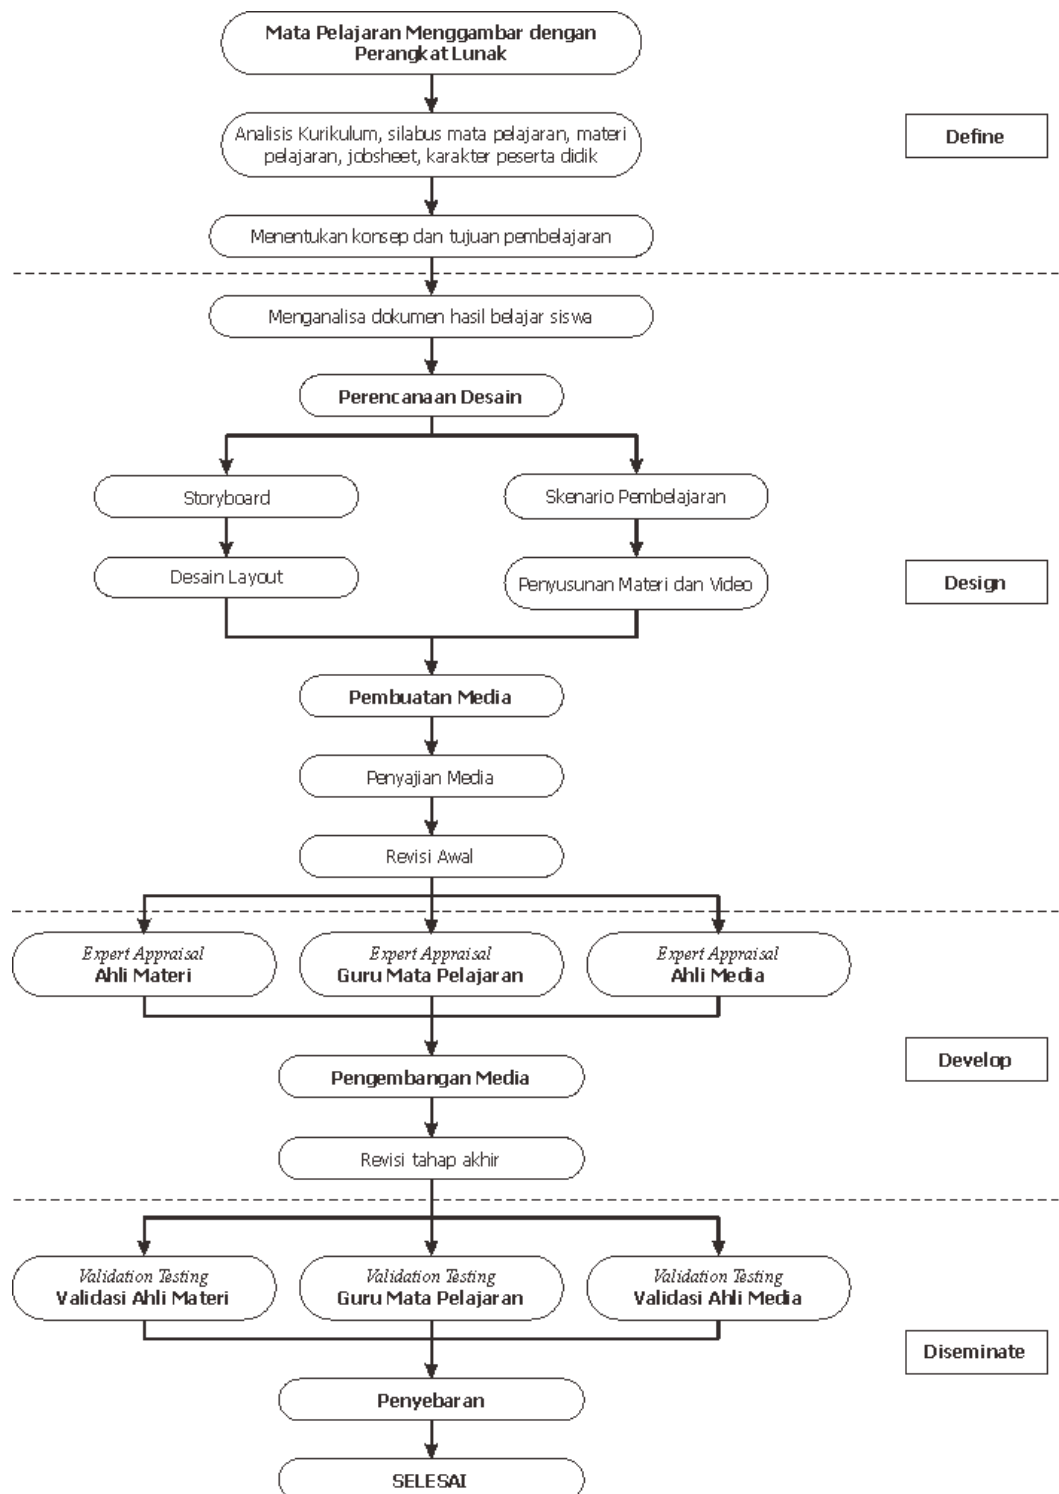 Mata Pelajaran Menggambar dengan
Perangkat Lunak
Analisis Kurikulum, silabus mata pelajaran, materi
pelajaran, jobsheet, karakter peserta didik
Define
Menentukan konsep dan tujuan pembelajaran
Menganalisa dokumen hasil belajar siswa
Perencanaan Desain
Storyboard
Skenario Pembelajaran
Desain Layout
Penyusunan Materi dan Video
Design
Pembuatan Media
Penyajian Media
Revisi Awal
Expert Appraisal
Ahli Materi
Expert Appraisal
Guru Mata Pelajaran
Expert Appraisal
Ahli Media
Develop
Pengembangan Media
Revisi tahap akhir
Validation Testing
Validasi Ahli Materi
Validation Testing
Guru Mata Pelajaran
Validation Testing
Validasi Ahli Media
Diseminate
Penyebaran
SELESAI